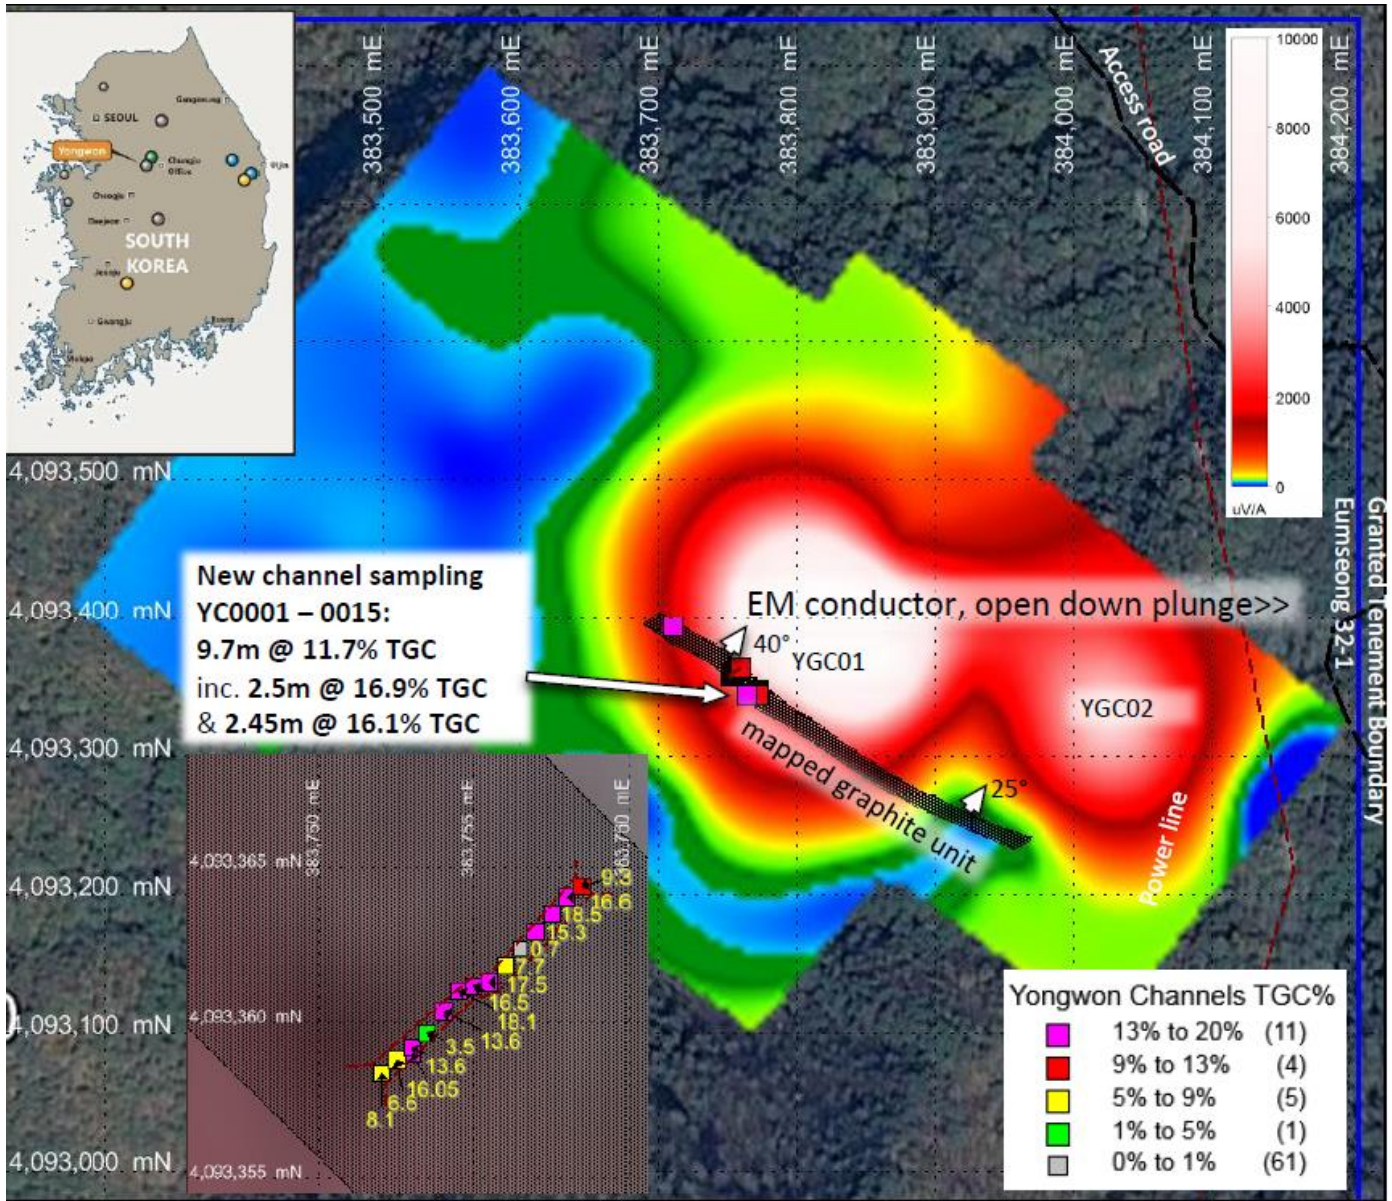 383,500 mE
383,600 mE
383,700 mE
383,800 mE
383,900 mE
384,000 mE
384,100 mE
384,200 mE
SEOUL
Yongwon
Office
SOUTH
KOREA
Access road
10000
8000
6000
4000
2000
0
uV/A
4,093,500 mN
4,093,400 mN
4,093,300 mN
4,093,200 mN
4,093,100 mN
4,093,000 mN
New channel sampling
YC0001 – 0015:
9.7m @ 11.7% TGC
inc. 2.5m @ 16.9% TGC
& 2.45m @ 16.1% TGC
EM conductor, open down plunge>>
40°
YGC01
YGC02
mapped graphite unit
25°
Power line
Eumseong 32-1
Granted Tenement Boundary
383,750 mE
383,755 mE
383,760 mE
4,093,365 mN
4,093,360 mN
4,093,355 mN
9.3
16.6
18.5
15.3
0.7
7.7
17.5
16.5
18.1
13.6
3.5
13.6
16.05
6.6
8.1
Yongwon Channels TGC%
13% to 20% (11)
9% to 13% (4)
5% to 9% (5)
1% to 5% (1)
0% to 1% (61)